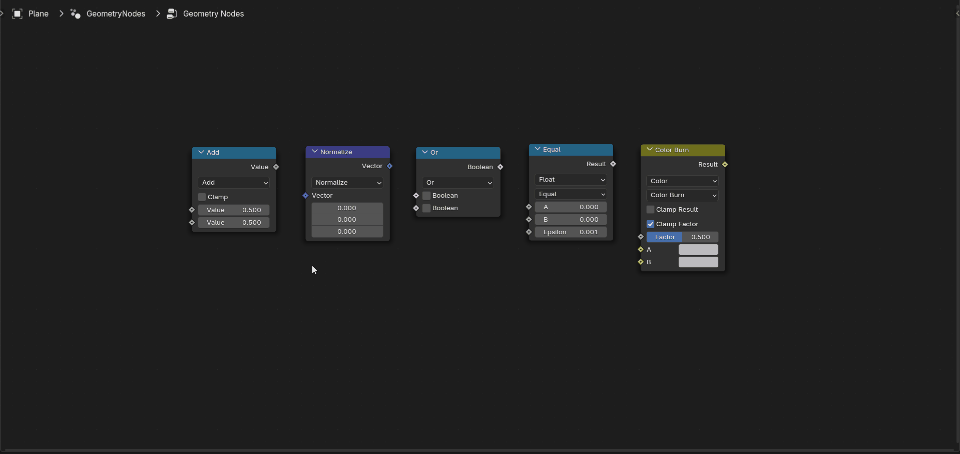 Plane GeometryNodes Geometry Nodes
Add
Value
Add
Clamp
Value 0.500
Value 0.500
Normalize
Vector
Normalize
Vector
0.000
0.000
0.000
Or
Boolean
Or
Boolean
Boolean
Equal
Result
Float
Equal
A 0.000
B 0.000
Epsilon 0.001
Color Burn
Result
Color
Color Burn
Clamp Result
Clamp Factor
Factor 0.500
A
B